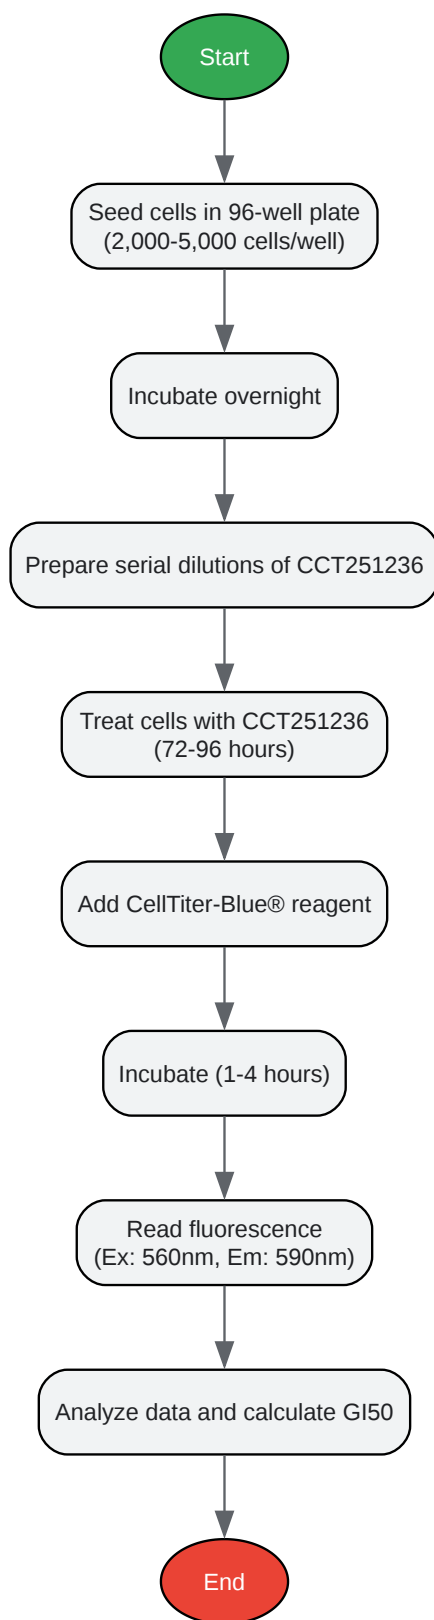 Start
Seed cells in 96-well plate
(2,000-5,000 cells/well)
Incubate overnight
Prepare serial dilutions of CCT251236
Treat cells with CCT251236
(72-96 hours)
Add CellTiter-Blue® reagent
Incubate (1-4 hours)
Read fluorescence
(Ex: 560nm, Em: 590nm)
Analyze data and calculate GI50
End